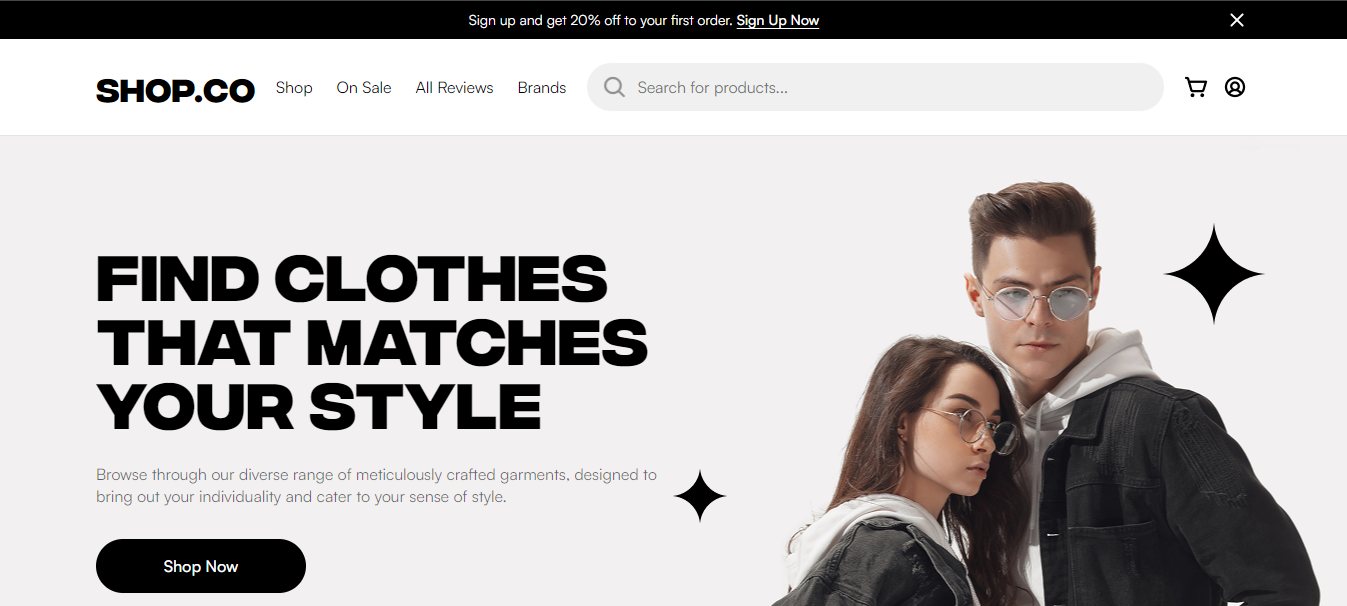 Sign up and get 20% off to your first order. Sign Up Now
SHOP.CO
Shop
On Sale
All Reviews
Brands
Search for products...
FIND CLOTHES
THAT MATCHES
YOUR STYLE
Browse through our diverse range of meticulously crafted garments, designed to
bring out your individuality and cater to your sense of style.
Shop Now